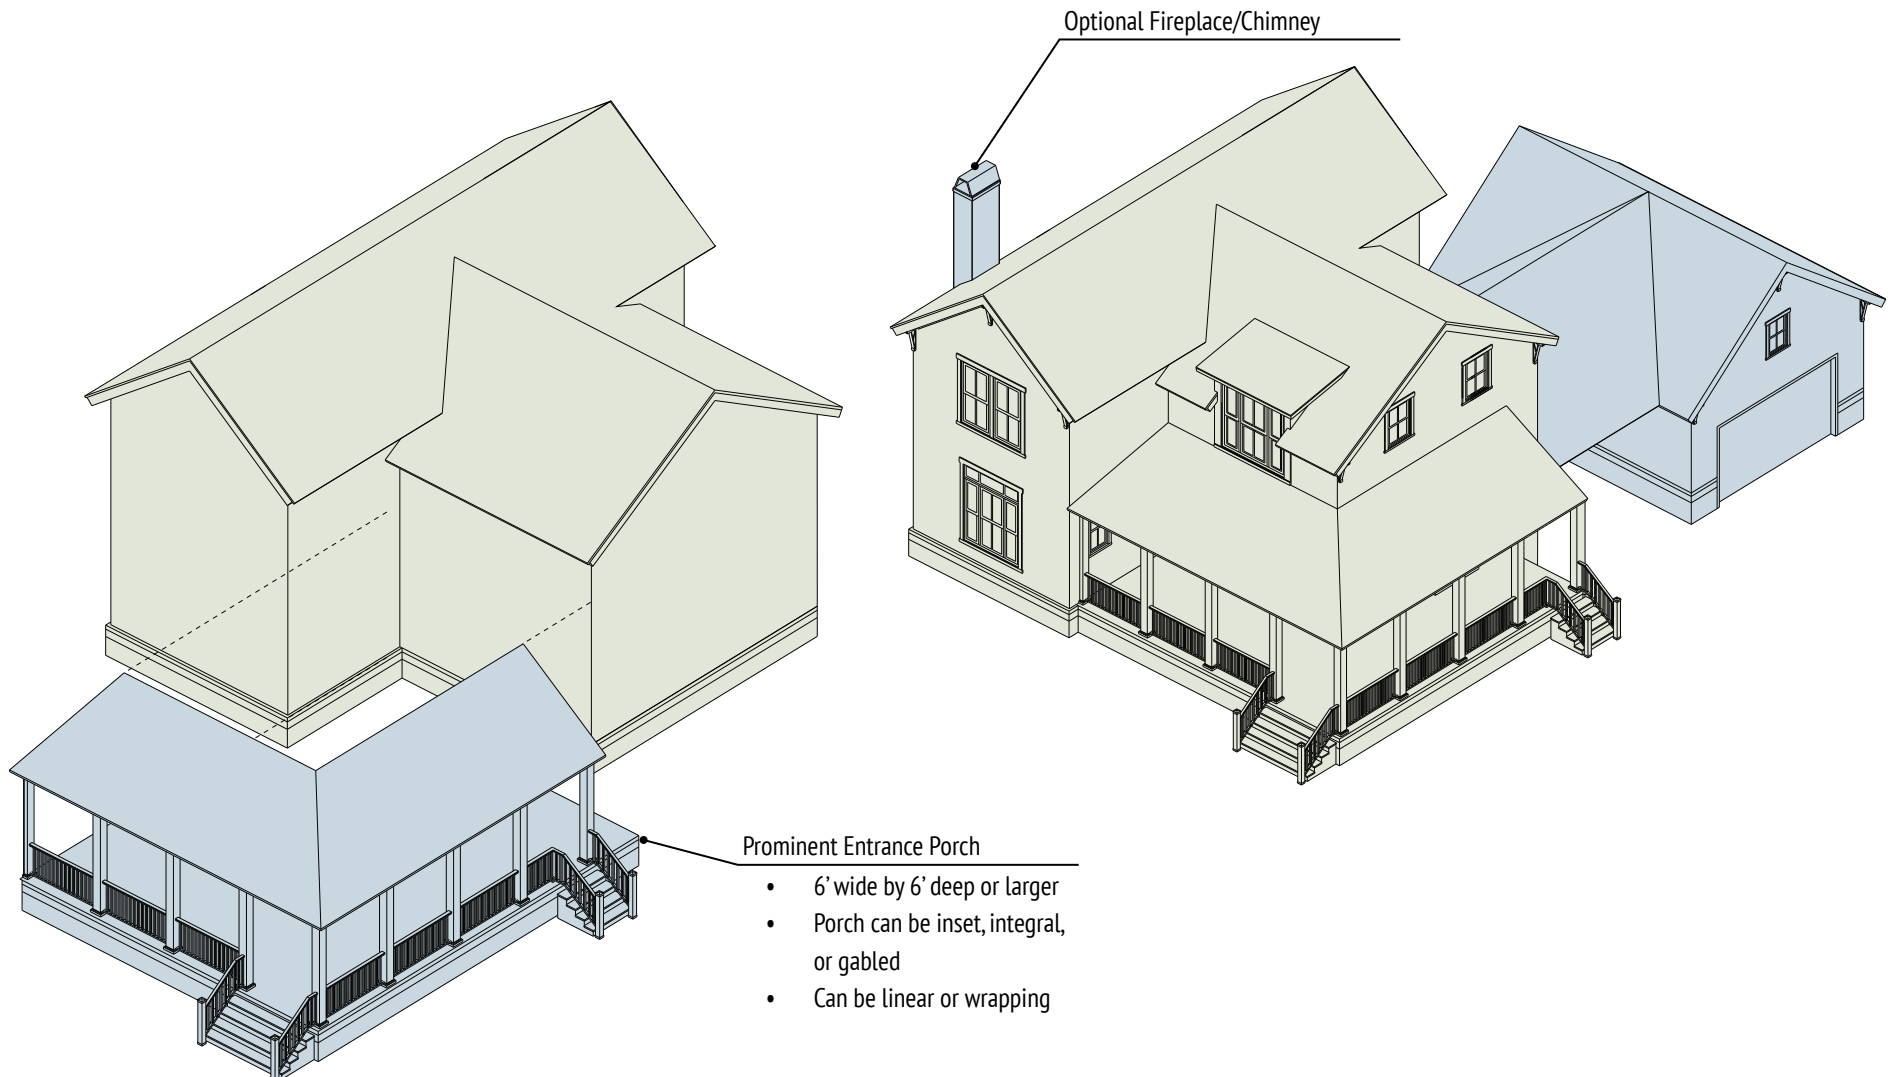 Optional Fireplace/Chimney
Prominent Entrance Porch
• 6’ wide by 6’ deep or larger
• Porch can be inset, integral,
or gabled
• Can be linear or wrapping